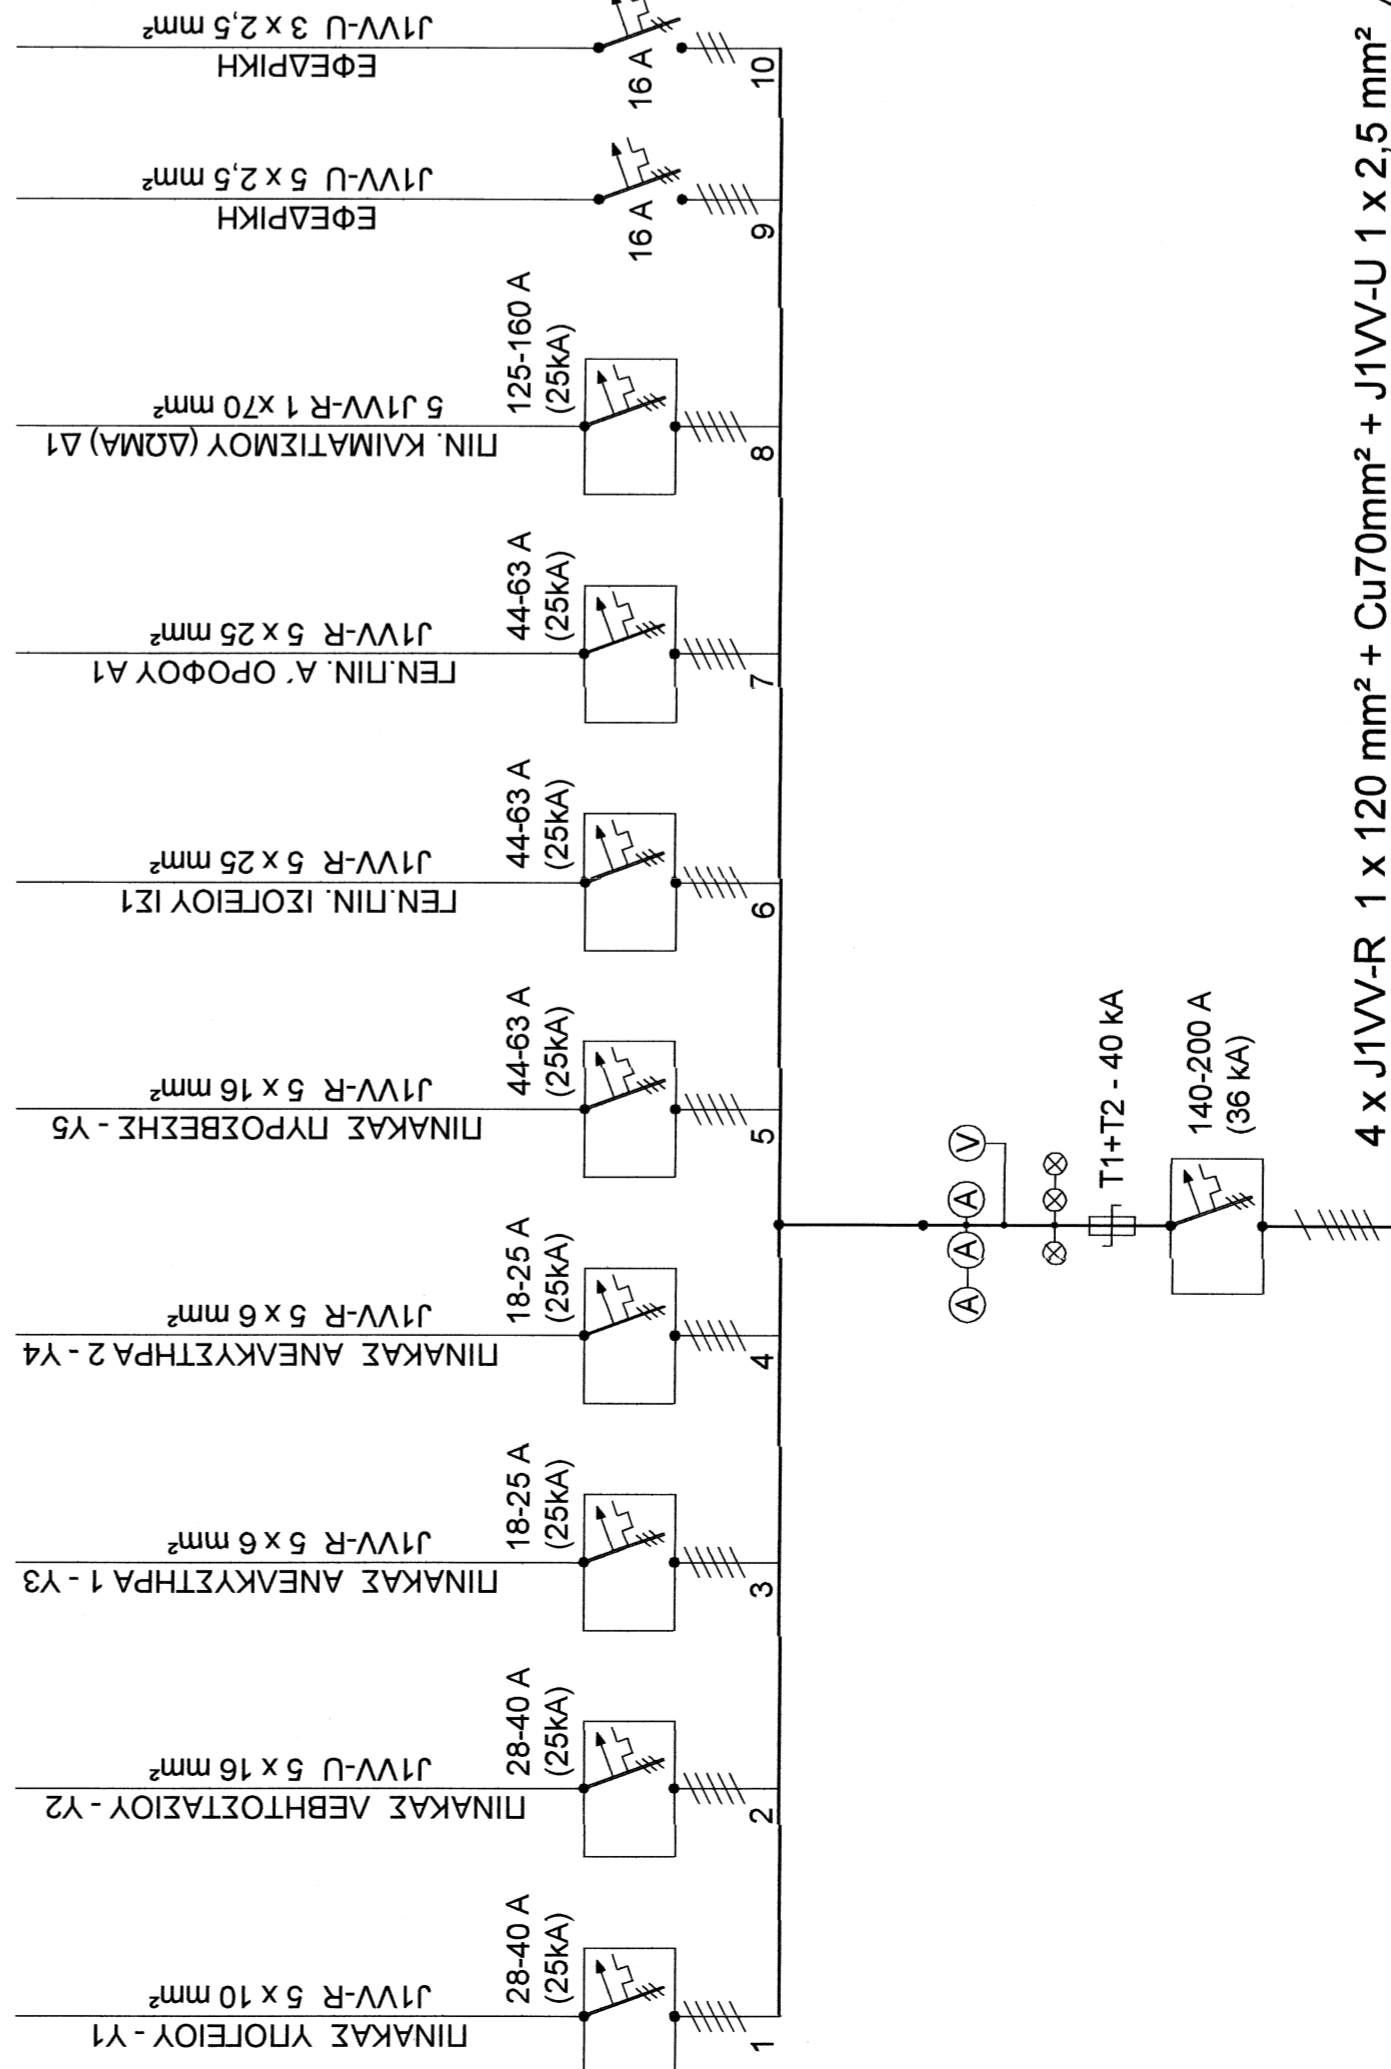 ΠΙΝΑΚΑΣ ΥΠΟΓΕΙΟΥ - Υ1
J1VV-R 5 x 10 mm²
28-40 A
(25kA)
1
ΠΙΝΑΚΑΣ ΛΕΒΗΤΟΣΤΑΣΙΟΥ - Υ2
J1VV-U 5 x 16 mm²
28-40 A
(25kA)
2
ΠΙΝΑΚΑΣ ΑΝΕΛΚΥΣΤΗΡΑ 1 - Υ3
J1VV-R 5 x 6 mm²
18-25 A
(25kA)
3
ΠΙΝΑΚΑΣ ΑΝΕΛΚΥΣΤΗΡΑ 2 - Υ4
J1VV-R 5 x 6 mm²
18-25 A
(25kA)
4
ΠΙΝΑΚΑΣ ΠΥΡΟΣΒΕΣΗΣ - Υ5
J1VV-R 5 x 16 mm²
44-63 A
(25kA)
5
ΓΕΝ.ΠΙΝ. ΙΣΟΓΕΙΟΥ ΙΣ1
J1VV-R 5 x 25 mm²
44-63 A
(25kA)
6
ΓΕΝ.ΠΙΝ. Α΄ ΟΡΟΦΟΥ Α1
J1VV-R 5 x 25 mm²
44-63 A
(25kA)
7
ΠΙΝ. ΚΛΙΜΑΤΙΣΜΟΥ (ΔΩΜΑ) Δ1
5 J1VV-R 1 x70 mm²
125-160 A
(25kA)
8
ΕΦΕΔΡΙΚΗ
J1VV-U 5 x 2,5 mm²
16 A
9
ΕΦΕΔΡΙΚΗ
J1VV-U 3 x 2,5 mm²
16 A
10
A
A
A
V
T1+T2 - 40 kA
140-200 A
(36 kA)
4 x J1VV-R 1 x 120 mm² + Cu70mm² + J1VV-U 1 x 2,5 mm²